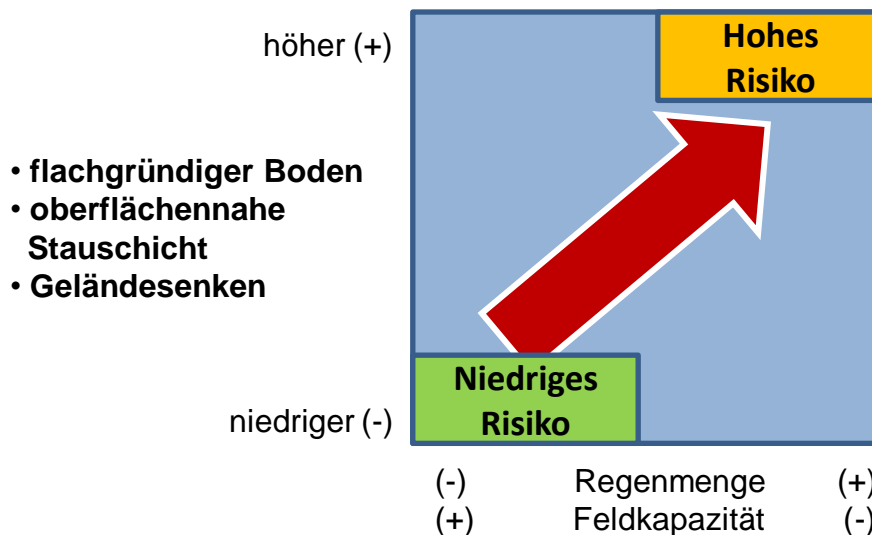 höher (+)
Hohes
Risiko
• flachgründiger Boden
• oberflächennahe
Stauschicht
• Geländesenken
Niedriges
Risiko
niedriger (-)
(-) Regenmenge (+)
(+) Feldkapazität (-)